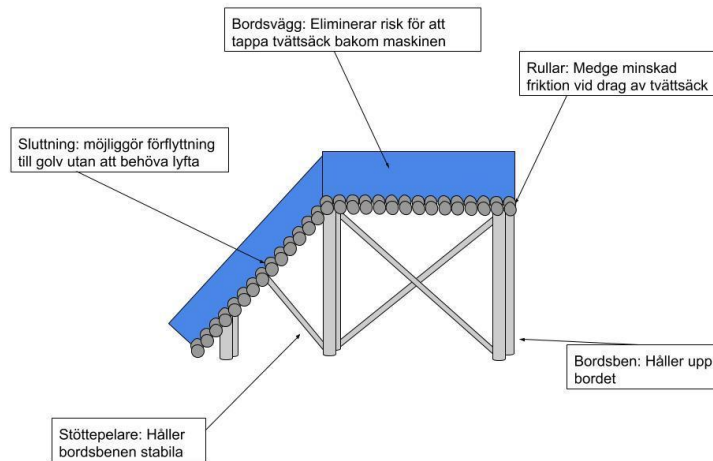 Bordsvägg: Eliminerar risk för att
tappa tvättsäck bakom maskinen
Rullar: Medge minskad
friktion vid drag av tvättsäck
Sluttning: möjliggör förflyttning
till golv utan att behöva lyfta
Bordsben: Håller upp
bordet
Stöttepelare: Håller
bordsbenen stabila